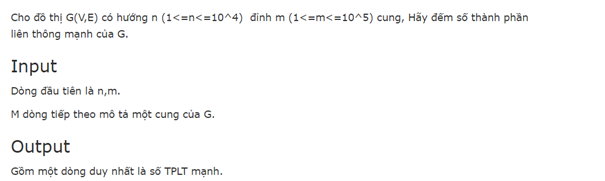 Cho đồ thị G(V,E) có hướng n (1<=n<=10^4) đỉnh m (1<=m<=10^5) cung, Hãy đếm số thành phần
liên thông mạnh của G.
Input
Dòng đầu tiên là n,m.
M dòng tiếp theo mô tả một cung của G.
Output
Gồm một dòng duy nhất là số TPLT mạnh.